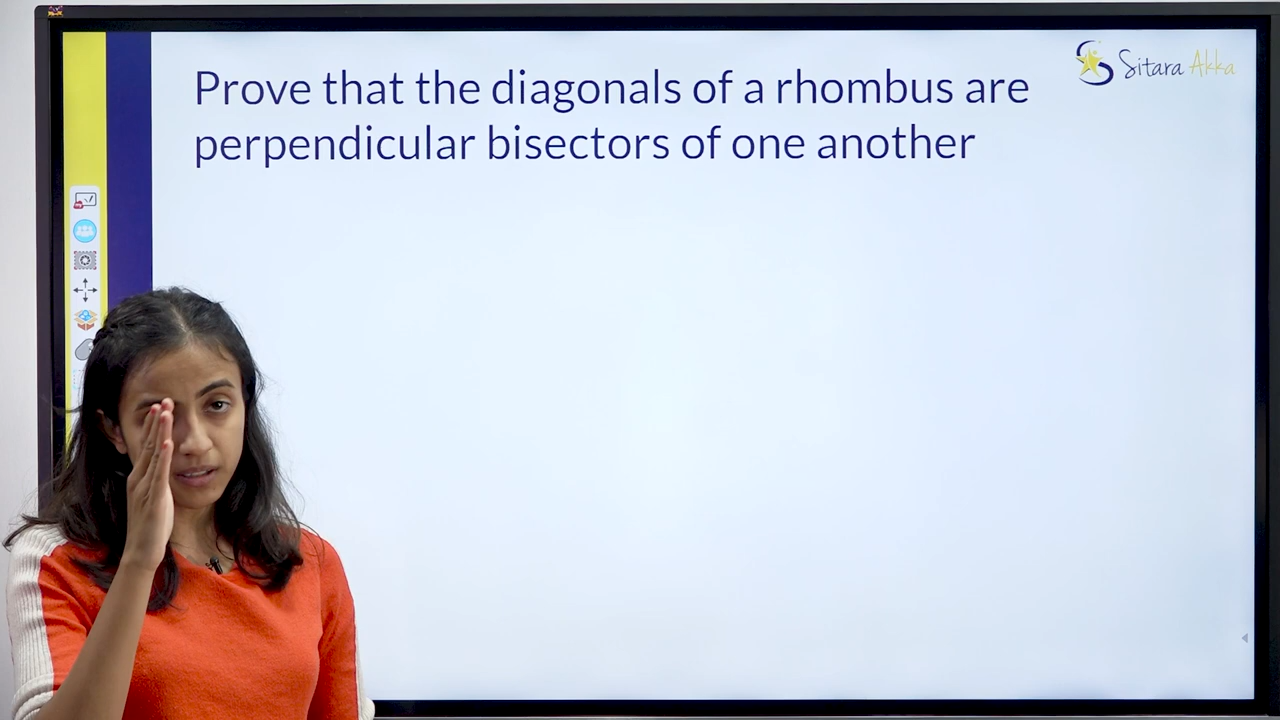 Prove that the diagonals of a rhombus are
perpendicular bisectors of one another
Sitara Akka